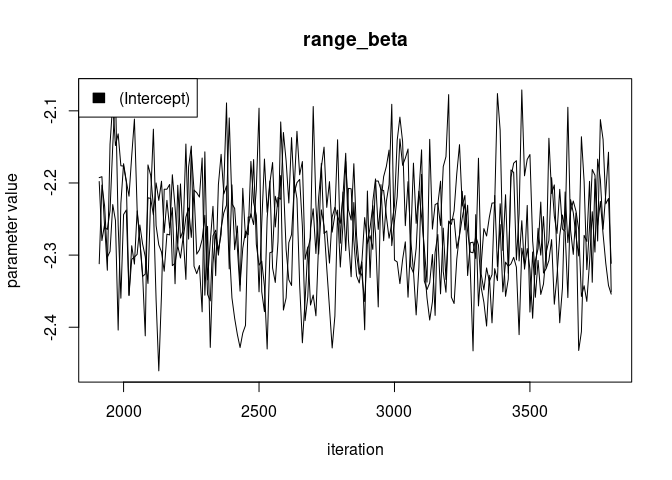 range_beta
(Intercept)
parameter value
-2.1
-2.2
-2.3
-2.4
2000 2500 3000 3500
iteration